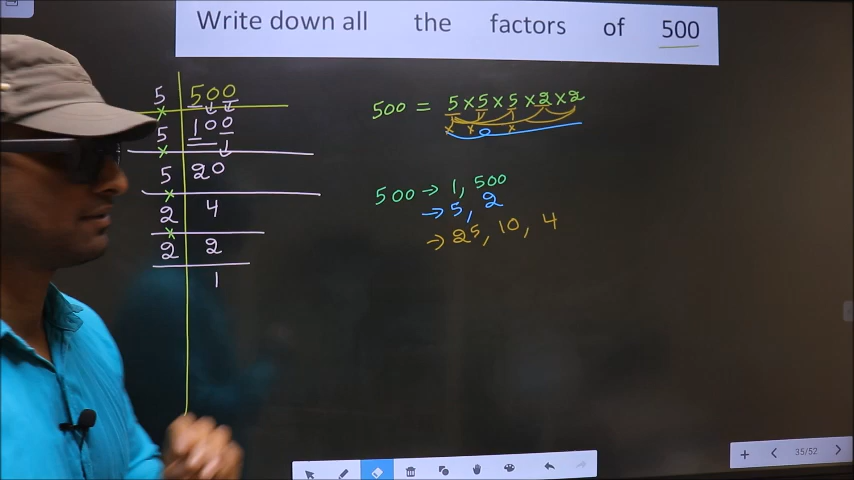 Write down all the factors of 500
5 500
5 100
5 20
2 4
2 2
1
500 = 5 × 5 × 5 × 2 × 2
500 → 1, 500
→ 5, 2
→ 25, 10, 4
35/52